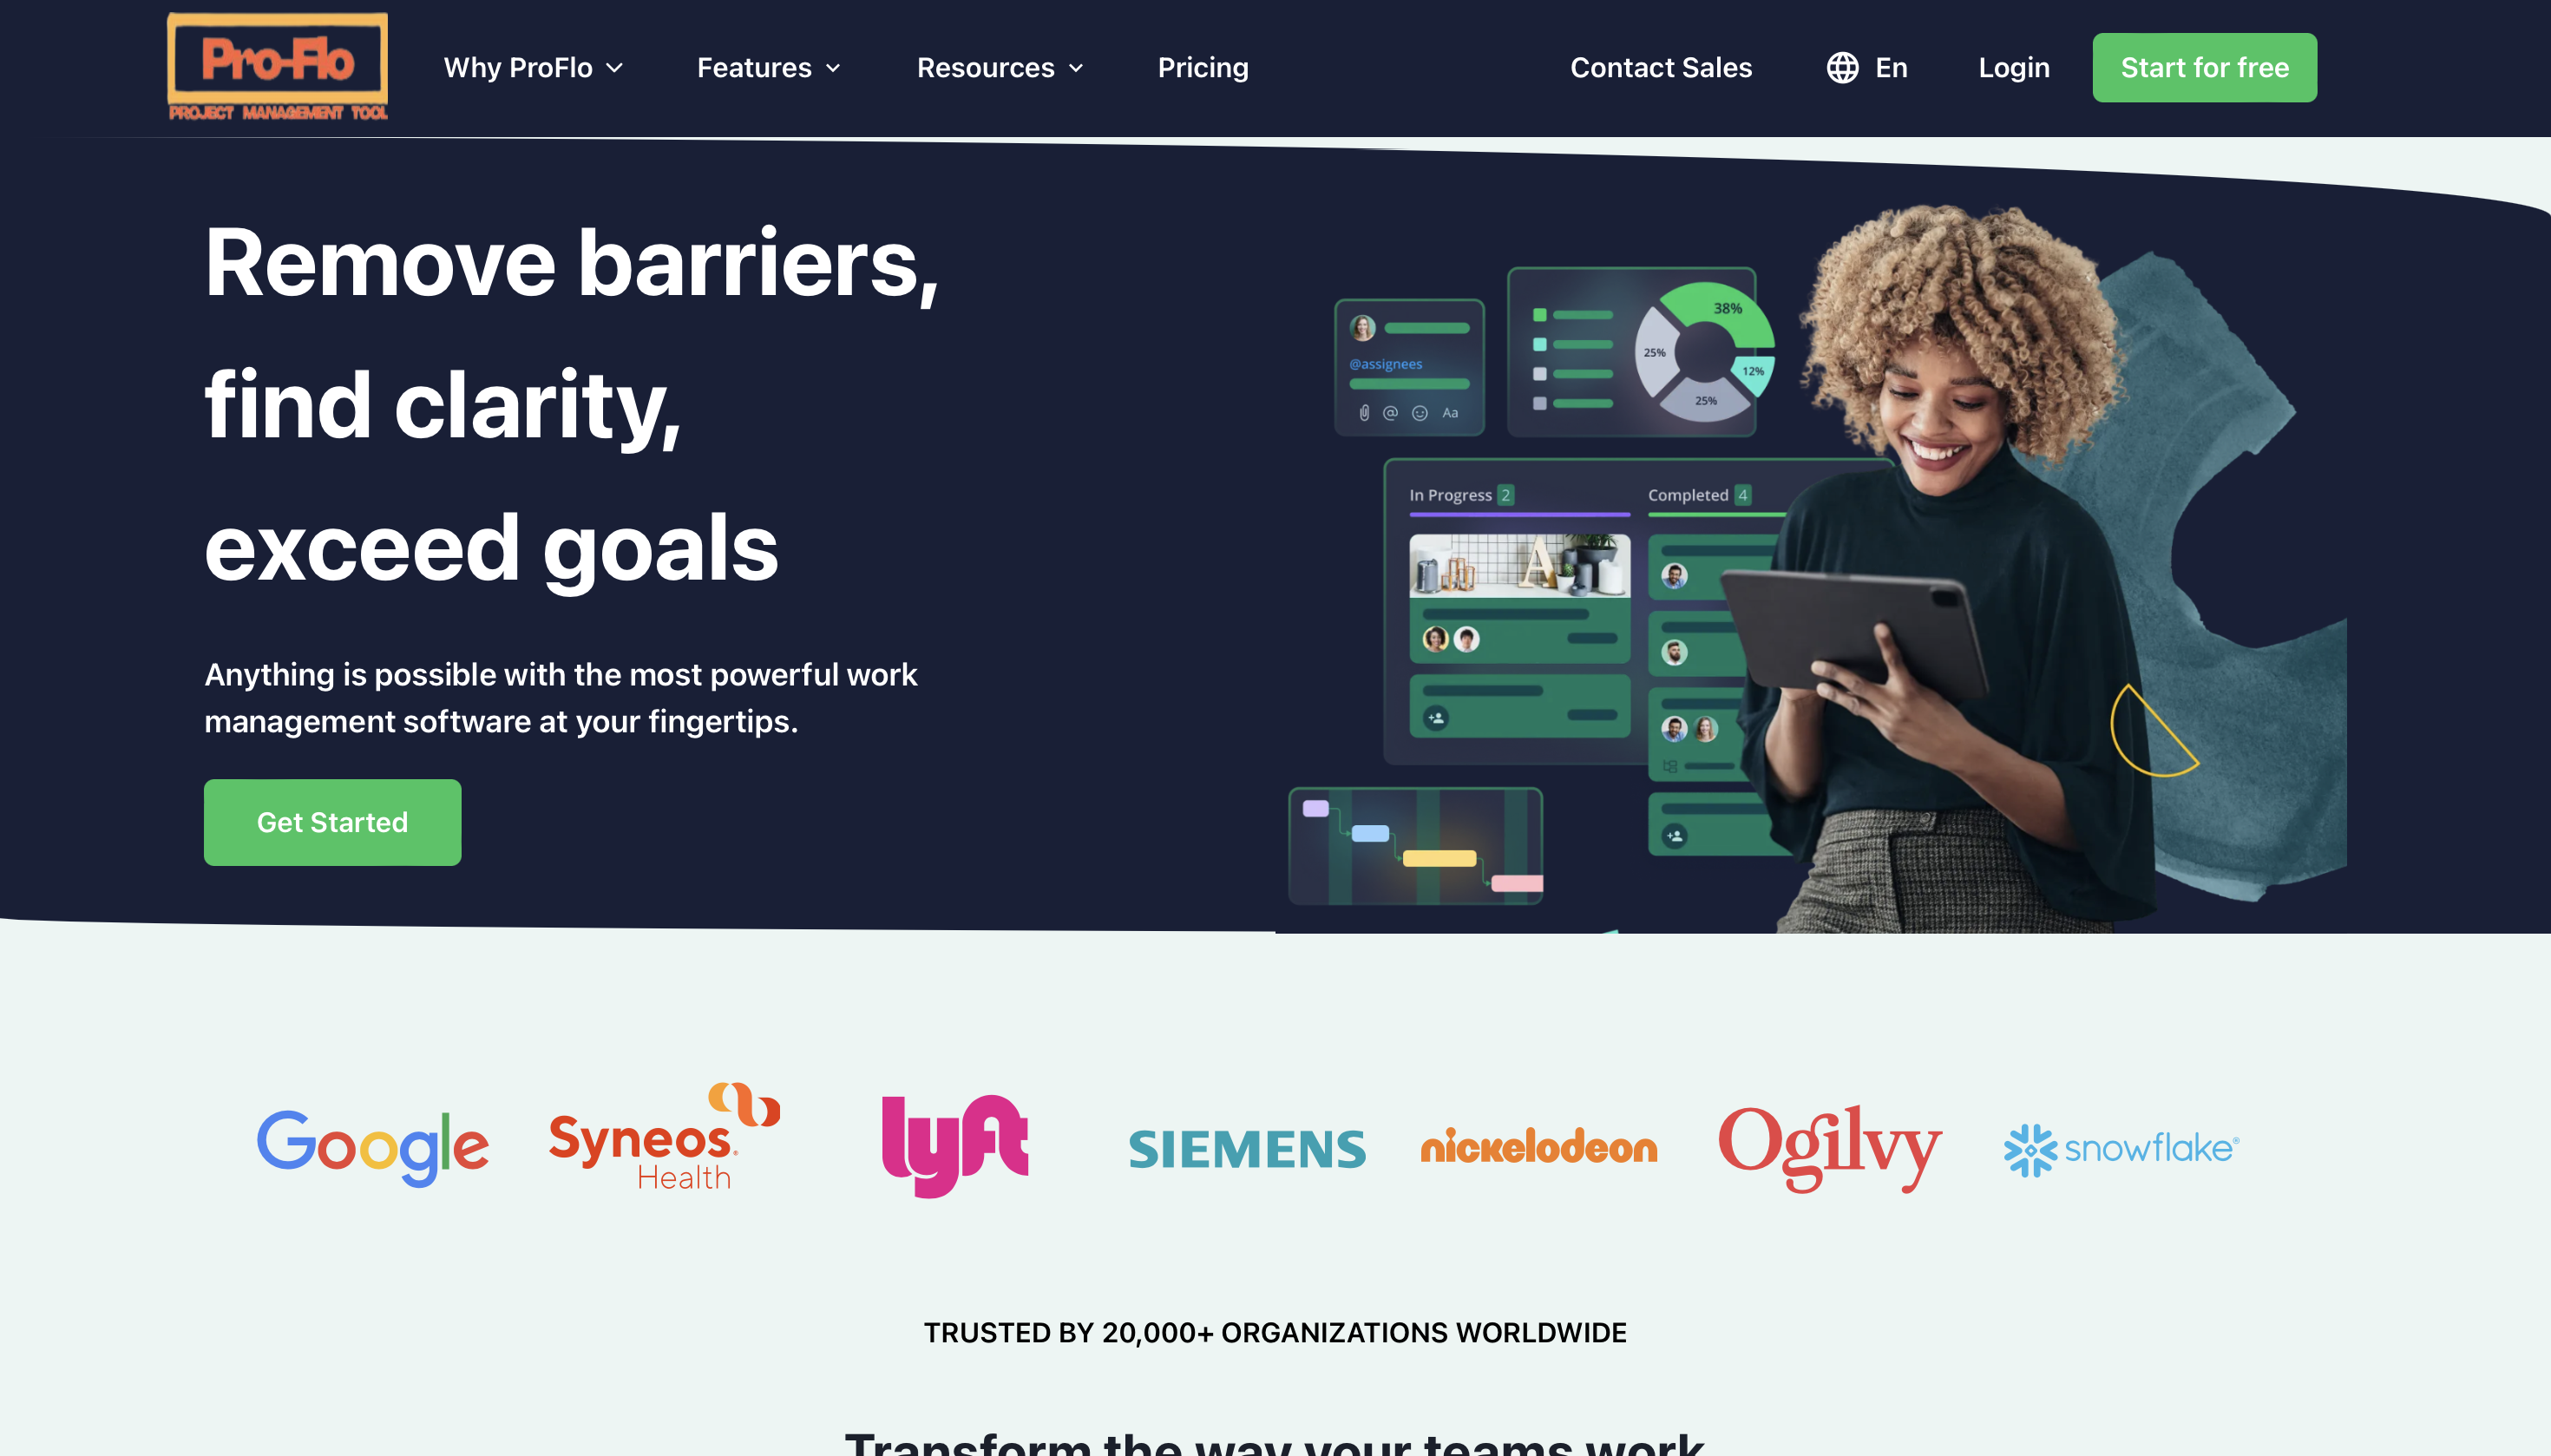 Pro-Flo
PROJECT MANAGEMENT TOOL
Why ProFlo
Features
Resources
Pricing
Contact Sales
En
Login
Start for free
Remove barriers,
find clarity,
exceed goals
Anything is possible with the most powerful work
management software at your fingertips.
Get Started
@assignees
@ Aa
38%
25%
12%
25%
In Progress 2
Completed 4
A
Google
Syneos
Health
lyft
SIEMENS
nickelodeon
Ogilvy
snowflake®
TRUSTED BY 20,000+ ORGANIZATIONS WORLDWIDE
Transform the way your teams work